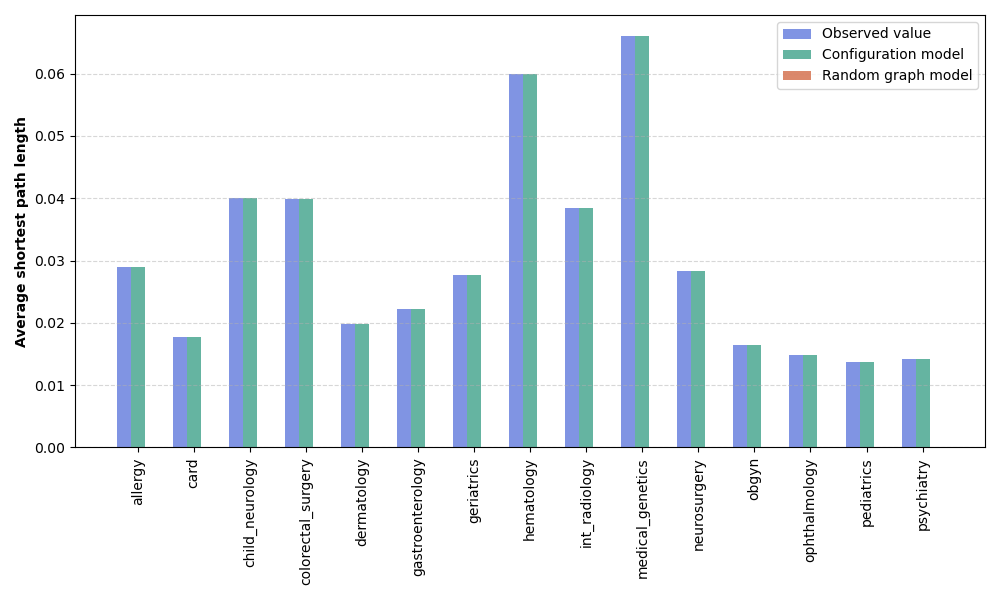 Observed value
Configuration model
Random graph model
Average shortest path length
0.06
0.05
0.04
0.03
0.02
0.01
0.00
allergy
card
child_neurology
colorectal_surgery
dermatology
gastroenterology
geriatrics
hematology
int_radiology
medical_genetics
neurosurgery
obgyn
ophthalmology
pediatrics
psychiatry